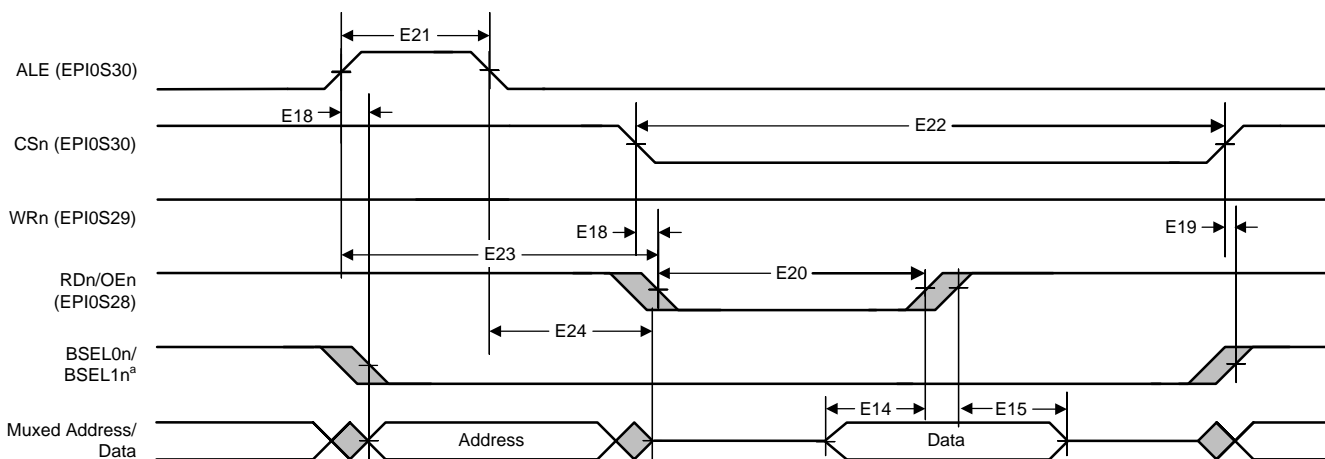 E21
ALE (EPI0S30)
E18
E22
CSn (EPI0S30)
WRn (EPI0S29)
E18
E19
E23
E20
RDn/OEn
(EPI0S28)
E24
BSEL0n/
BSEL1nᵃ
E14
E15
Muxed Address/
Data
Address
Data